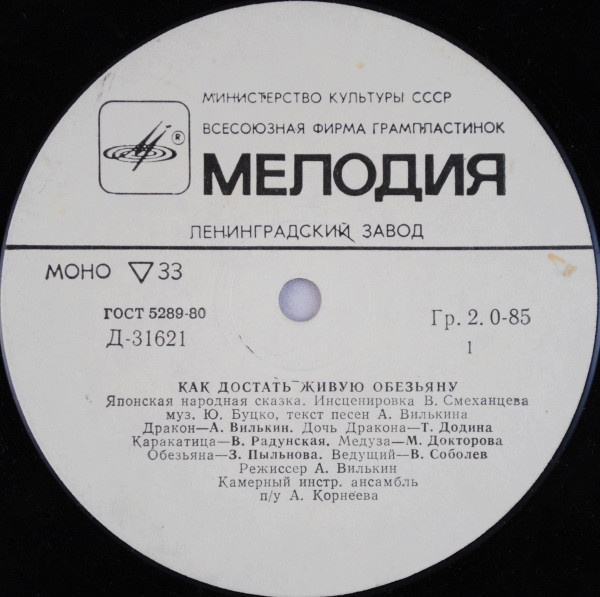 МИНИСТЕРСТВО КУЛЬТУРЫ СССР
ВСЕСОЮЗНАЯ ФИРМА ГРАМПЛАСТИНОК
®
МЕЛОДИЯ
ЛЕНИНГРАДСКИЙ ЗАВОД
МОНО ▽ 33
ГОСТ 5289-80
Д-31621
Гр. 2. 0-85
1
КАК ДОСТАТЬ ЖИВУЮ ОБЕЗЬЯНУ
Японская народная сказка. Инсценировка В. Смеханцева
муз. Ю. Буцко, текст песен А. Вилькина
Дракон—А. Вилькин. Дочь Дракона—Т. Додина
Каракатица—В. Радунская. Медуза—М. Докторова
Обезьяна—З. Пыльнова. Ведущий—В. Соболев
Режиссер А. Вилькин
Камерный инстр. ансамбль
п/у А. Корнеева